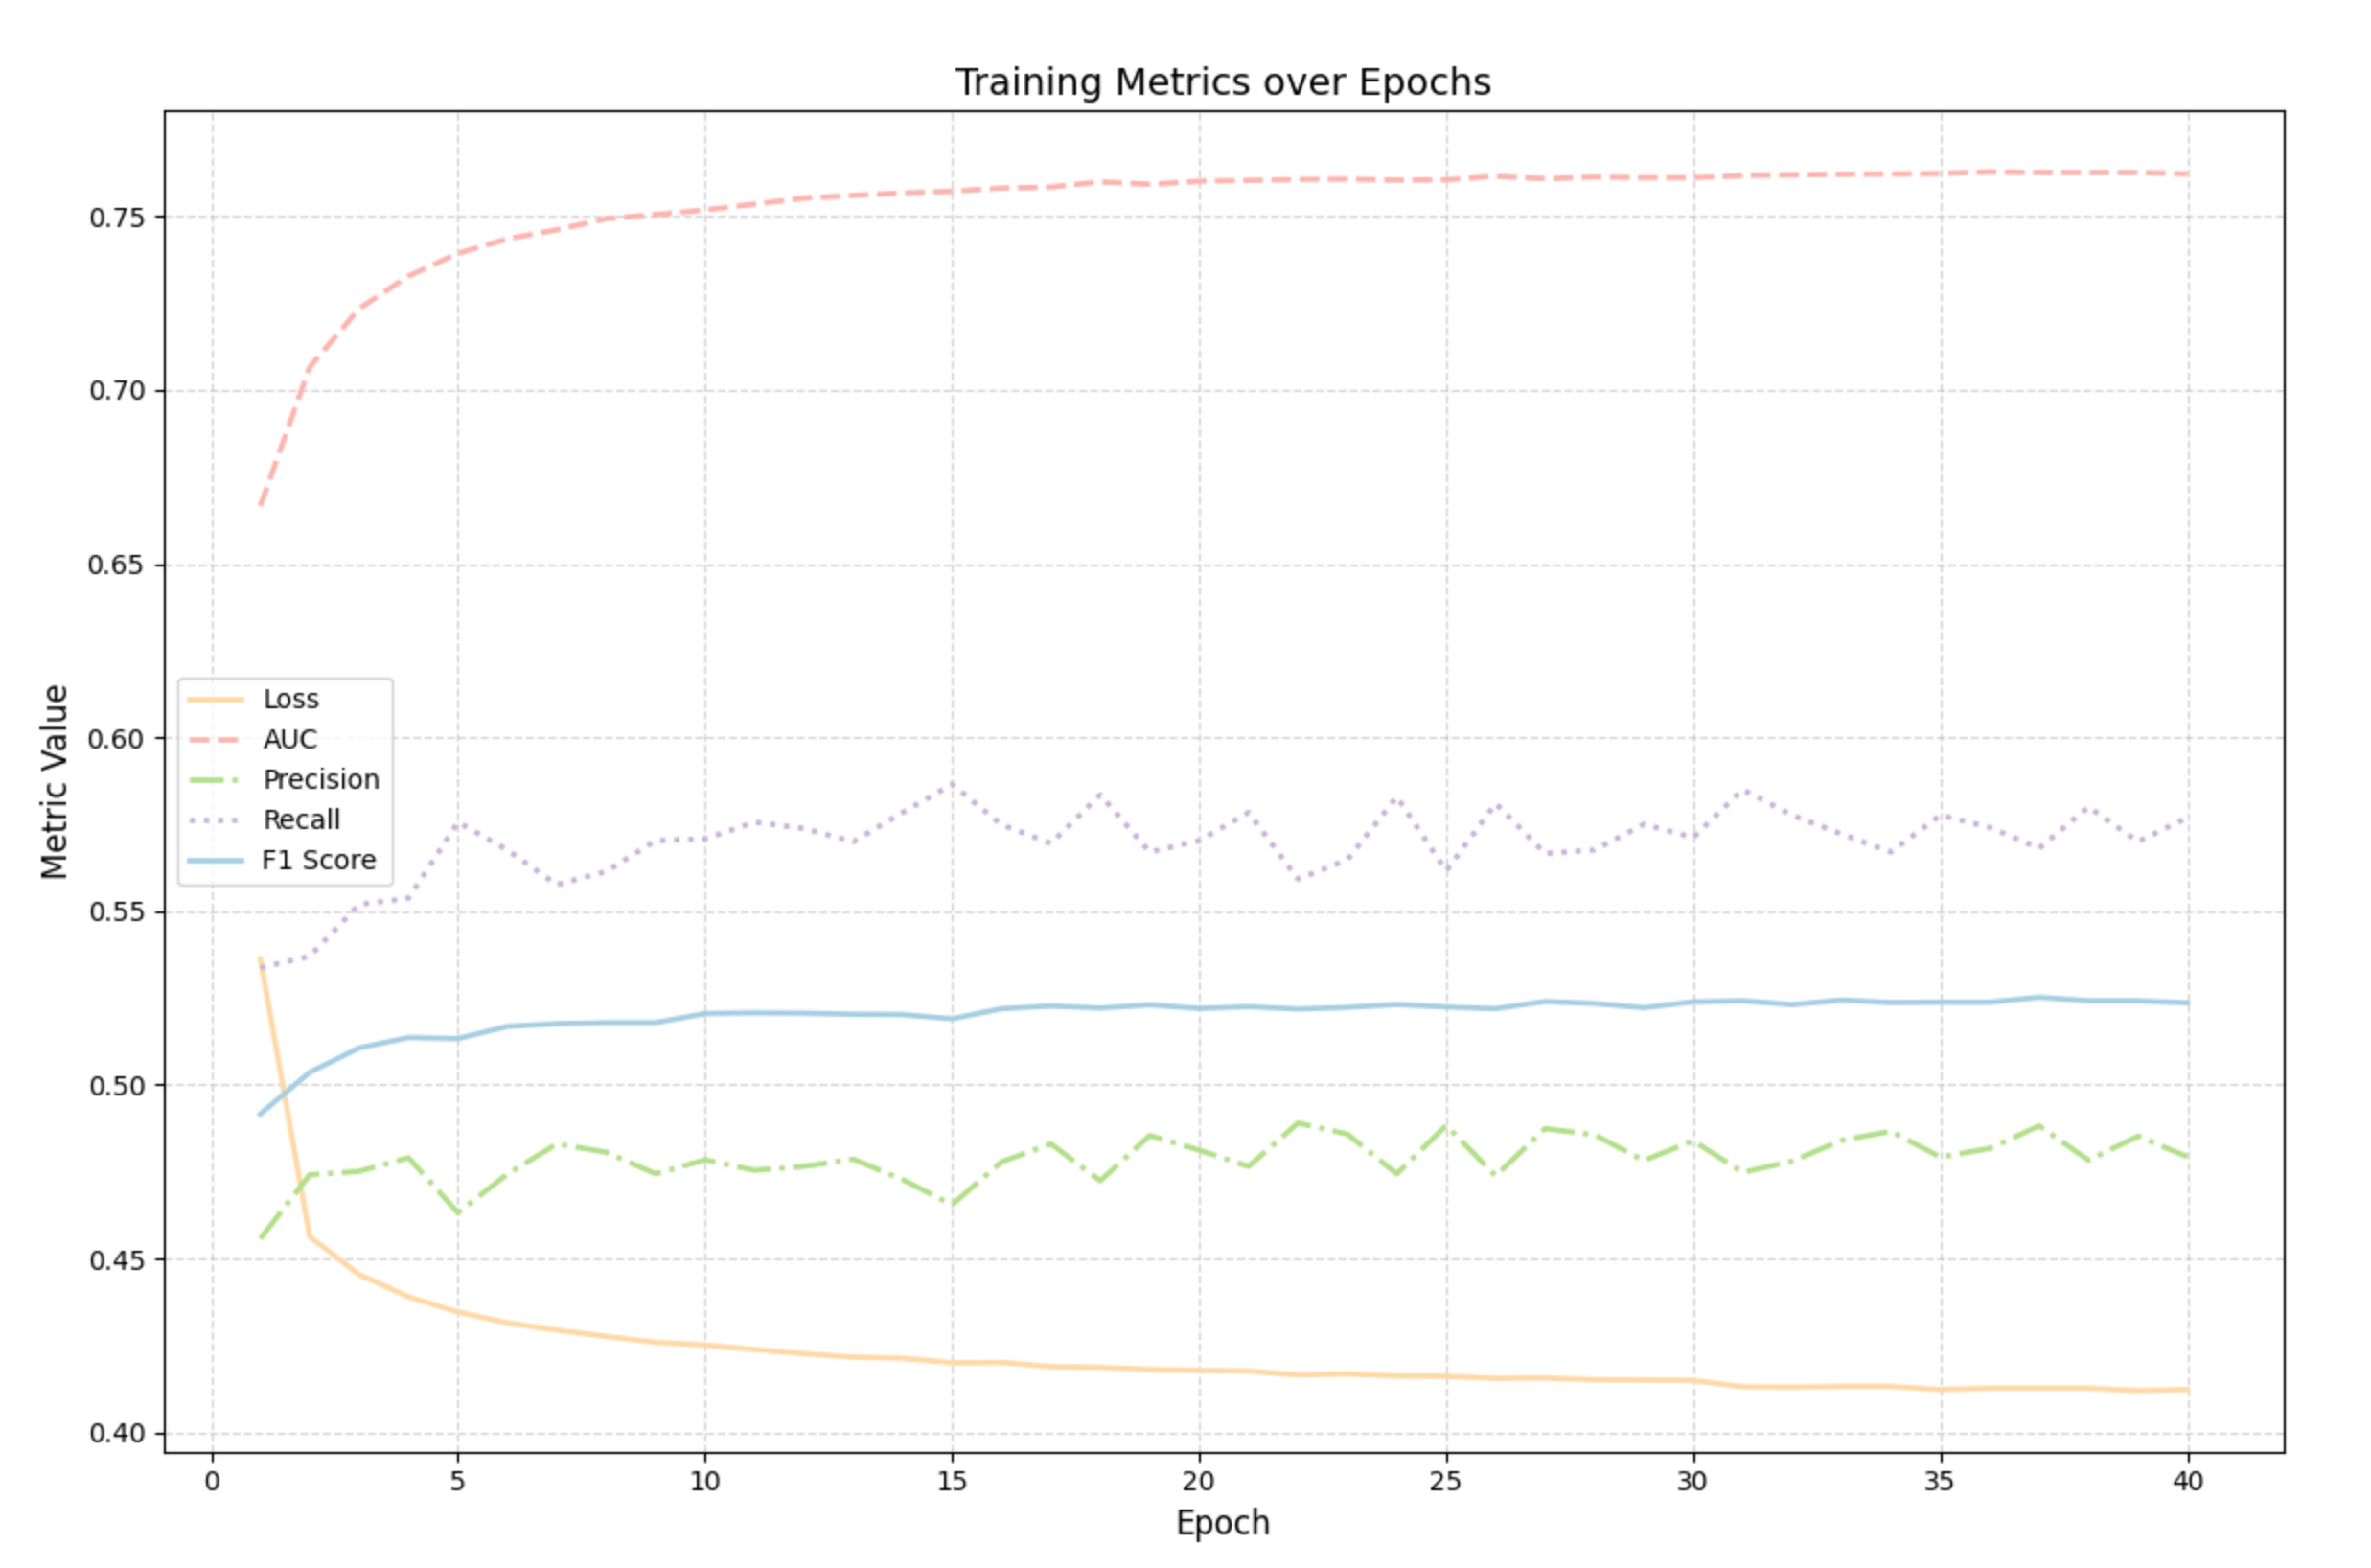 Training Metrics over Epochs
Metric Value
0.75
0.70
0.65
0.60
0.55
0.50
0.45
0.40
Loss
AUC
Precision
Recall
F1 Score
0 5 10 15 20 25 30 35 40
Epoch